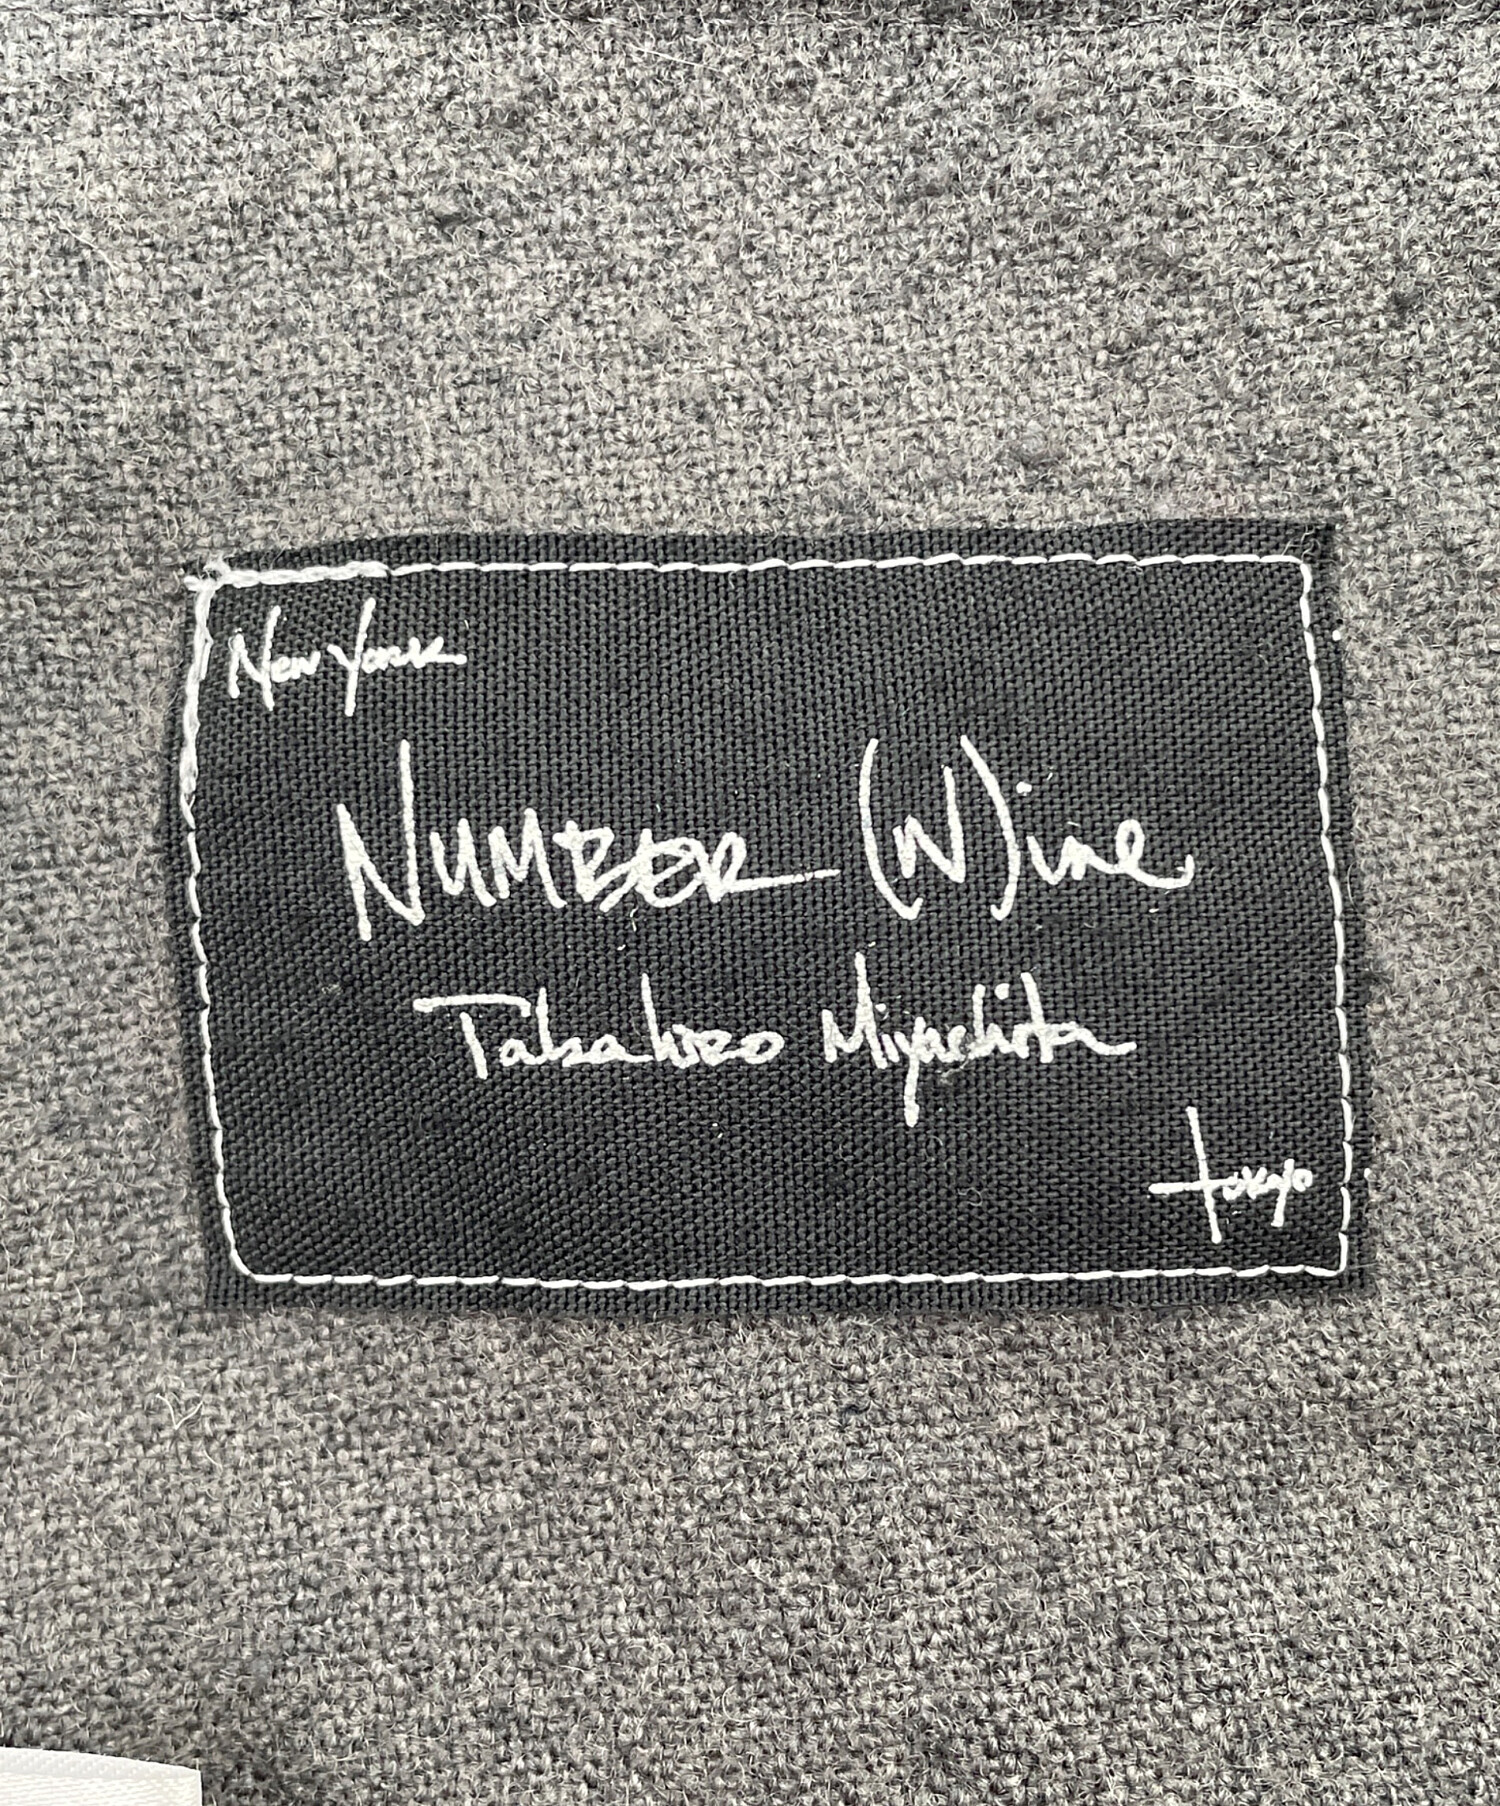 New York
NUMBER (N)ine
Takahiro Miyashita
tokyo